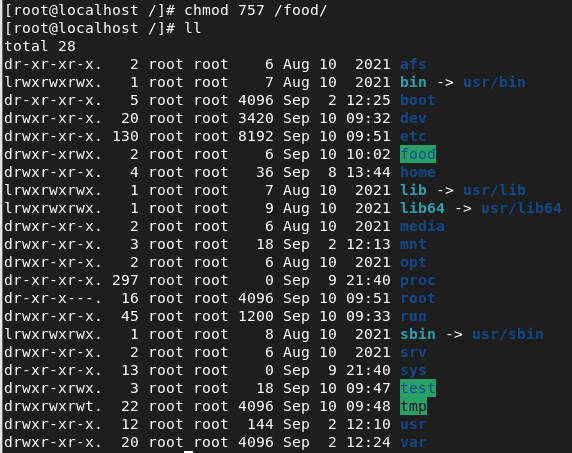 [root@localhost /]# chmod 757 /food/
[root@localhost /]# ll
total 28
dr-xr-xr-x.   2 root root    6 Aug 10  2021 afs
lrwxrwxrwx.   1 root root    7 Aug 10  2021 bin -> usr/bin
dr-xr-xr-x.   5 root root 4096 Sep  2 12:25 boot
drwxr-xr-x.  20 root root 3420 Sep 10 09:32 dev
drwxr-xr-x. 130 root root 8192 Sep 10 09:51 etc
drwxr-xrwx.   2 root root    6 Sep 10 10:02 food
drwxr-xr-x.   4 root root   36 Sep  8 13:44 home
lrwxrwxrwx.   1 root root    7 Aug 10  2021 lib -> usr/lib
lrwxrwxrwx.   1 root root    9 Aug 10  2021 lib64 -> usr/lib64
drwxr-xr-x.   2 root root    6 Aug 10  2021 media
drwxr-xr-x.   3 root root   18 Sep  2 12:13 mnt
drwxr-xr-x.   2 root root    6 Aug 10  2021 opt
dr-xr-xr-x. 297 root root    0 Sep  9 21:40 proc
dr-xr-x---.  16 root root 4096 Sep 10 09:51 root
drwxr-xr-x.  45 root root 1200 Sep 10 09:33 run
lrwxrwxrwx.   1 root root    8 Aug 10  2021 sbin -> usr/sbin
drwxr-xr-x.   2 root root    6 Aug 10  2021 srv
dr-xr-xr-x.  13 root root    0 Sep  9 21:40 sys
drwxr-xrwx.   3 root root   18 Sep 10 09:47 test
drwxrwxrwt.  22 root root 4096 Sep 10 09:48 tmp
drwxr-xr-x.  12 root root  144 Sep  2 12:10 usr
drwxr-xr-x.  20 root root 4096 Sep  2 12:24 var